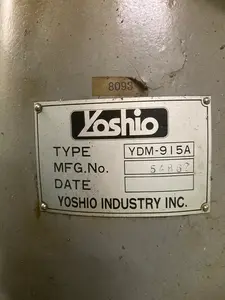 8093
Yoshio
TYPE YDM-915A
MFG.No.
DATE
YOSHIO INDUSTRY INC.